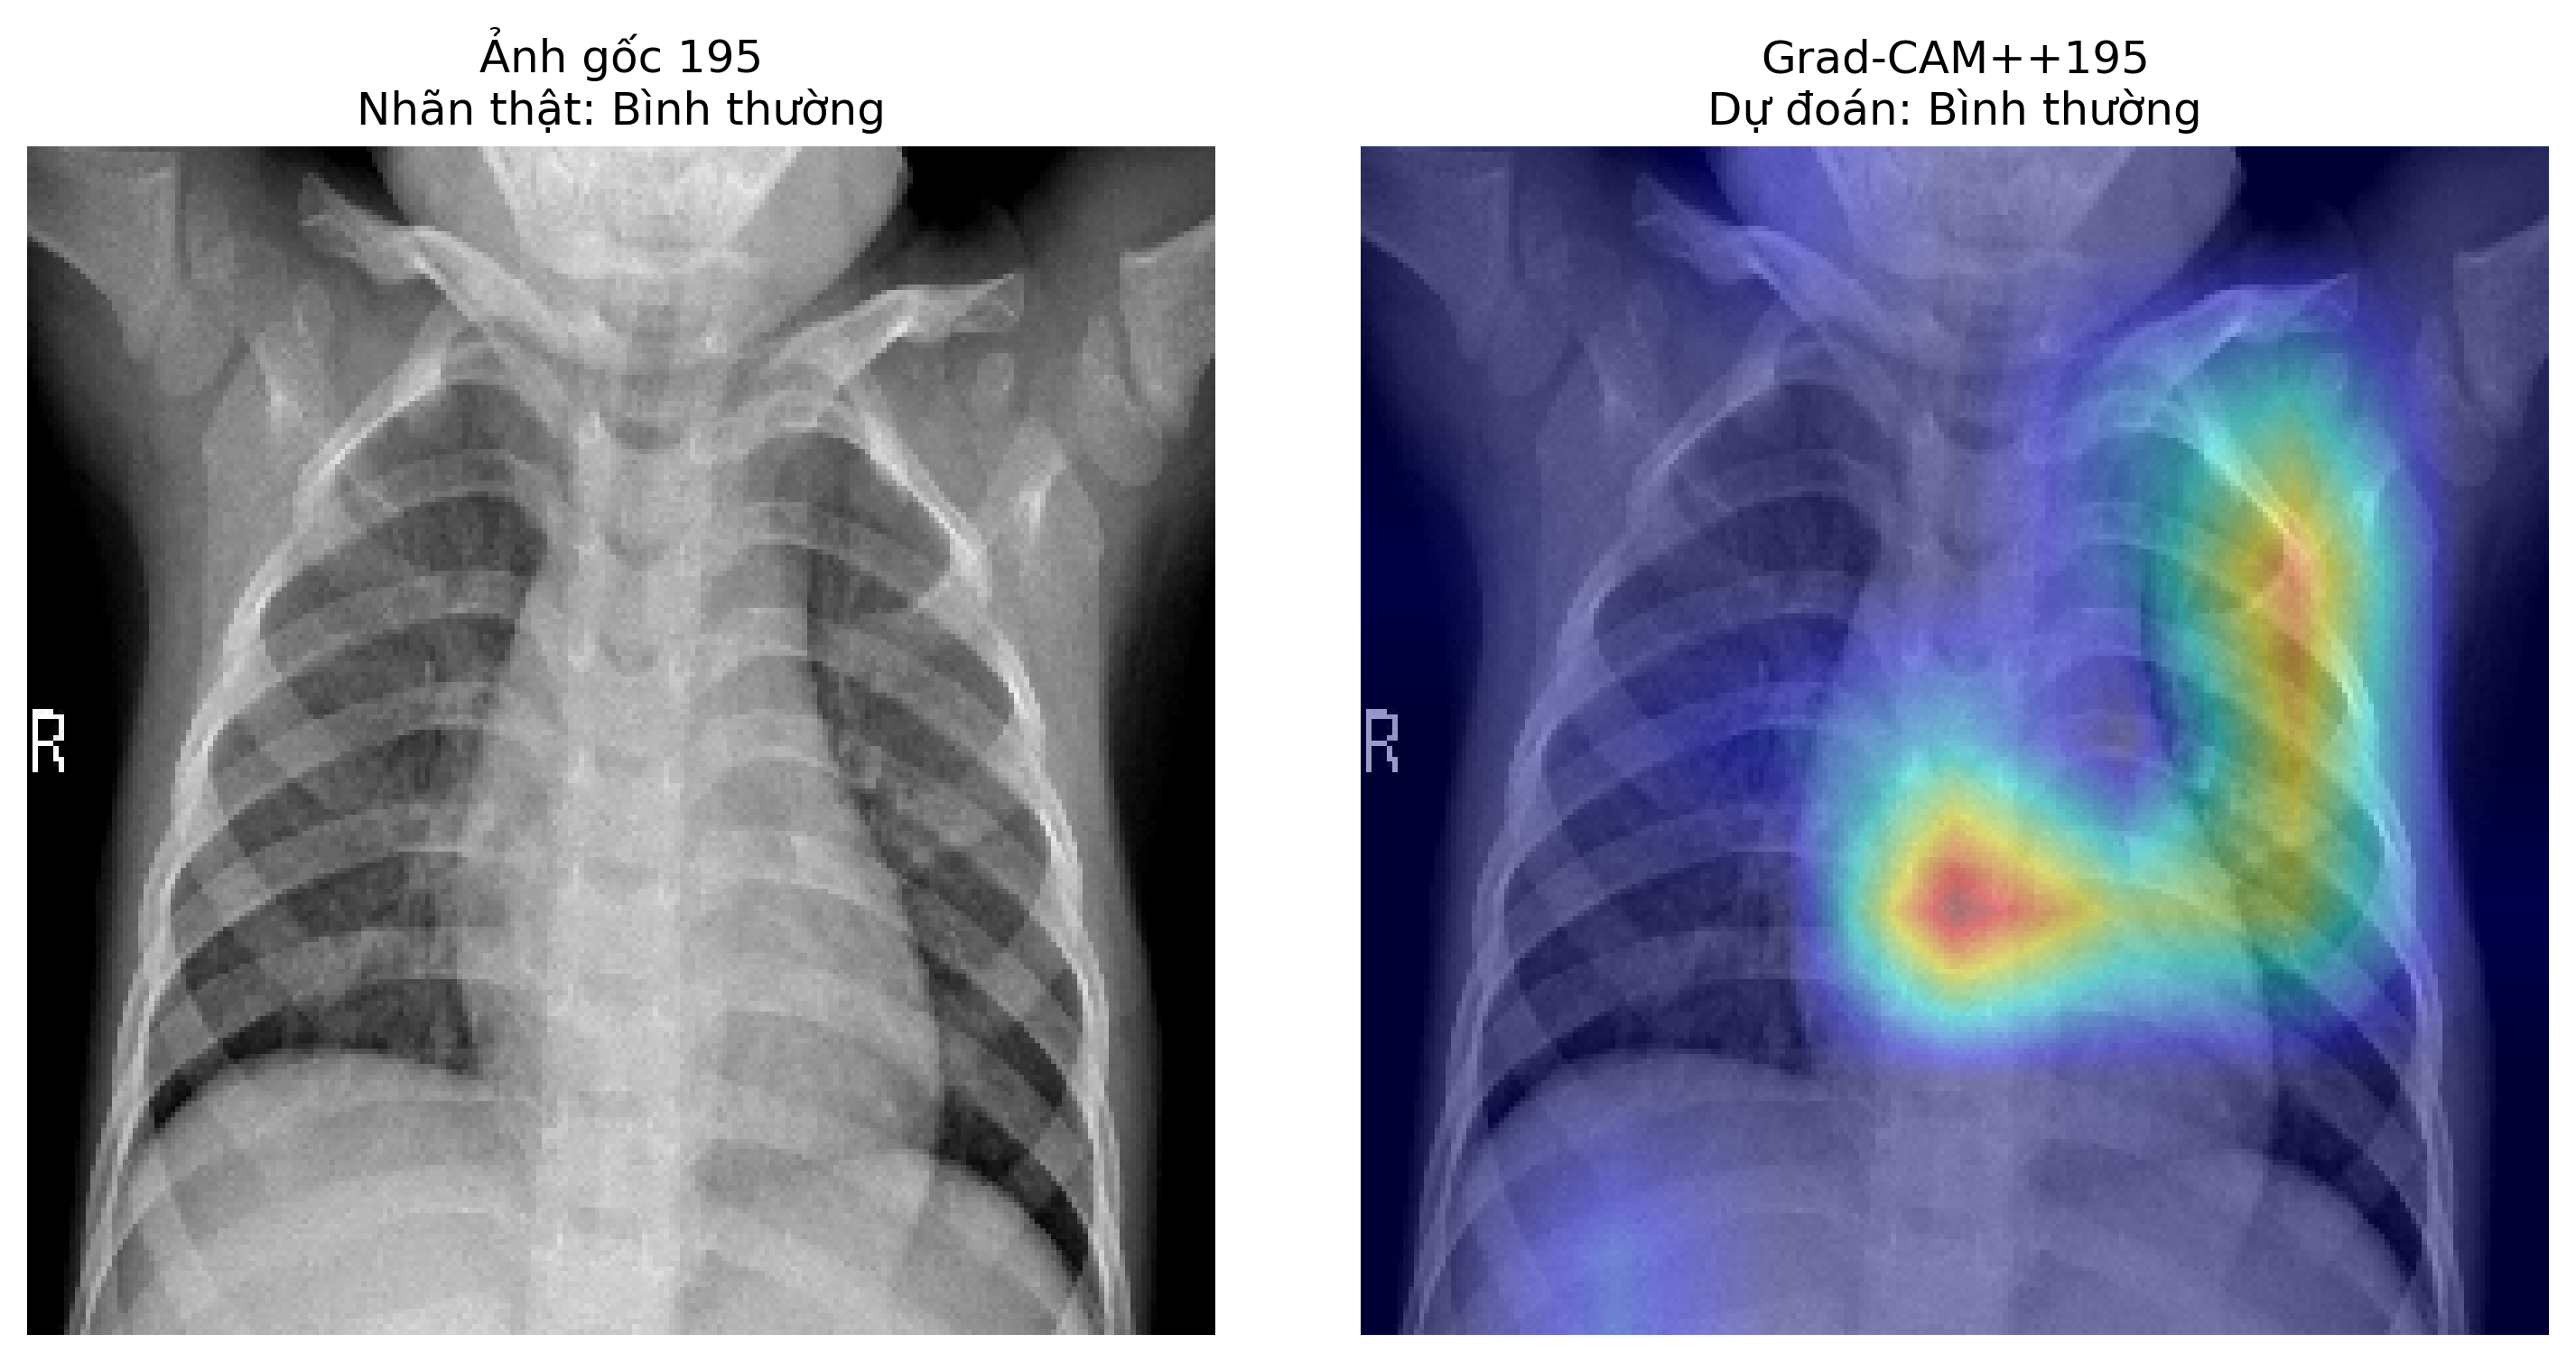 Ảnh gốc 195
Nhãn thật: Bình thường
Grad-CAM++195
Dự đoán: Bình thường
R
R